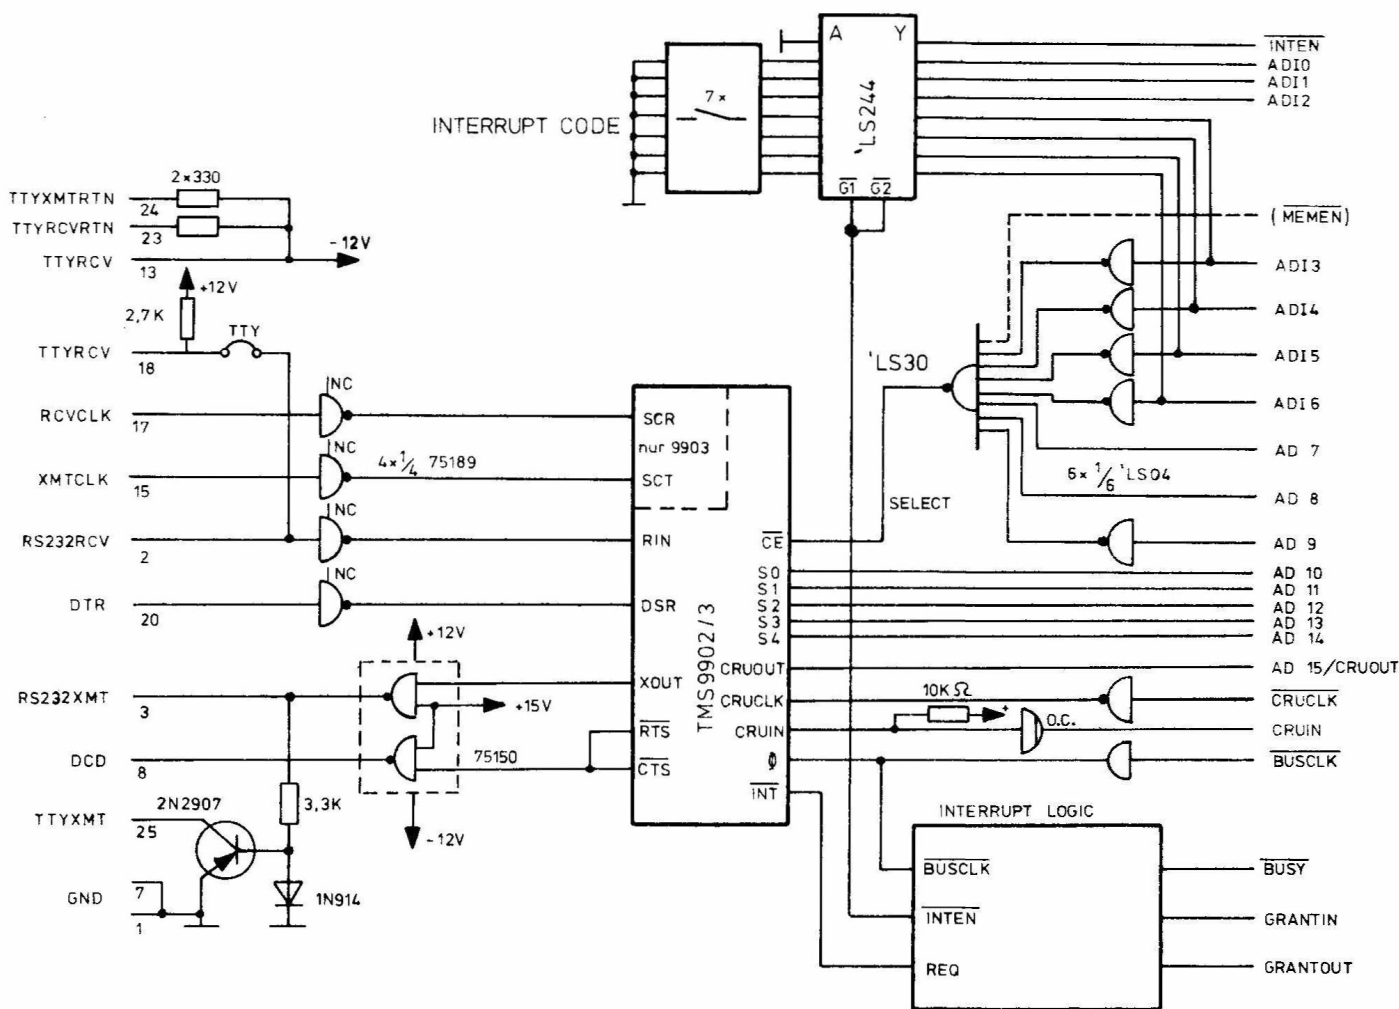 A Y
INTEN
ADI0
ADI1
ADI2
7×
'LS244
INTERRUPT CODE
G1 G2
2×330
TTYXMTRTN
24
TTYRCVRTN
23
-12V
TTYRCV
13
(MEMEN)
ADI3
+12V
2,7K
TTY
ADI4
TTYRCV
18
'LS30
ADI5
NC
RCVCLK
17
SCR
nur 9903
ADI6
NC
4×1/4 75189
XMTCLK
15
SCT
AD 7
6×1/6 'LS04
AD 8
SELECT
NC
RS232RCV
2
RIN
CE
AD 9
S0
AD 10
S1
AD 11
S2
AD 12
S3
AD 13
S4
AD 14
NC
DTR
20
DSR
TMS9902/3
+12V
CRUOUT
AD 15/CRUOUT
RS232XMT
3
XOUT
+15V
10KΩ
+
O.C.
CRUCLK
CRUCLK
RTS
CRUIN
CRUIN
DCD
8
75150
CTS
Φ
BUSCLK
INT
3,3K
2N2907
TTYXMT
25
-12V
INTERRUPT LOGIC
BUSCLK
BUSY
GND
7
1
1N914
INTEN
GRANTIN
REQ
GRANTOUT